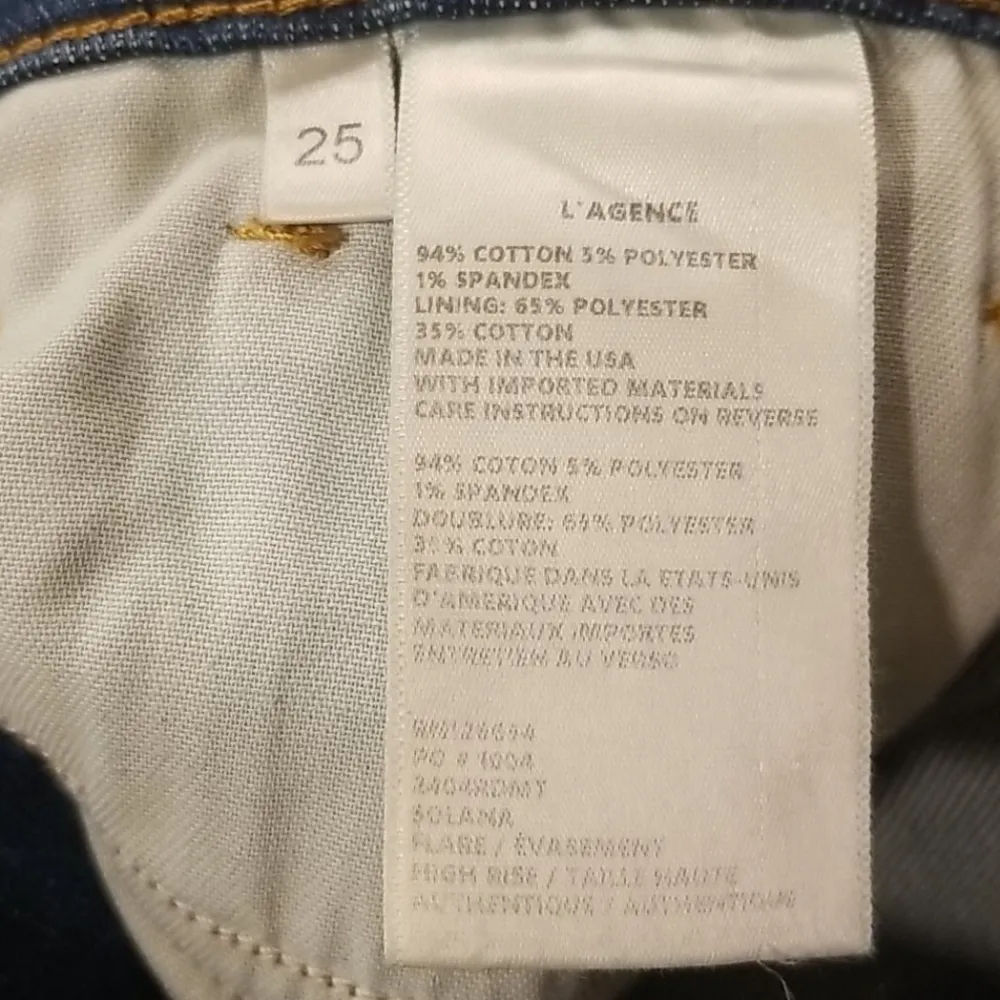 25
L'AGENCE
94% COTTON 5% POLYESTER
1% SPANDEX
LINING: 65% POLYESTER
35% COTTON
MADE IN THE USA
WITH IMPORTED MATERIALS
CARE INSTRUCTIONS ON REVERSE
94% COTON 5% POLYESTER
1% SPANDEX
DOUBLURE: 65% POLYESTER
35% COTON
FABRIQUE DANS LA ETATS-UNIS
D'AMERIQUE AVEC DES
MATERIAUX IMPORTES
ENTRETIEN AU VERSO
PO # 1004
SOLANA
FLARE / ÉVASEMENT
HIGH RISE / TAILLE HAUTE
AUTHENTIQUE / AUTHENTIQUE